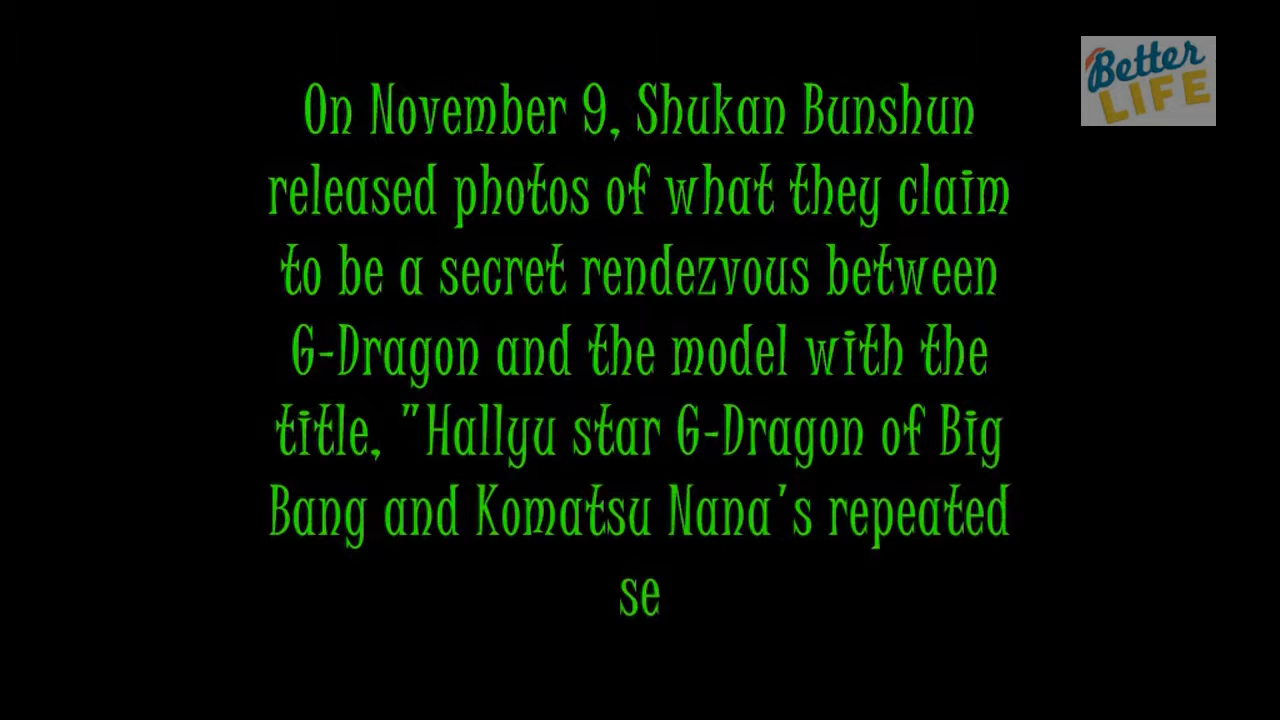 Better
LIFE
On November 9, Shukan Bunshun
released photos of what they claim
to be a secret rendezvous between
G-Dragon and the model with the
title, "Hallyu star G-Dragon of Big
Bang and Komatsu Nana's repeated
se